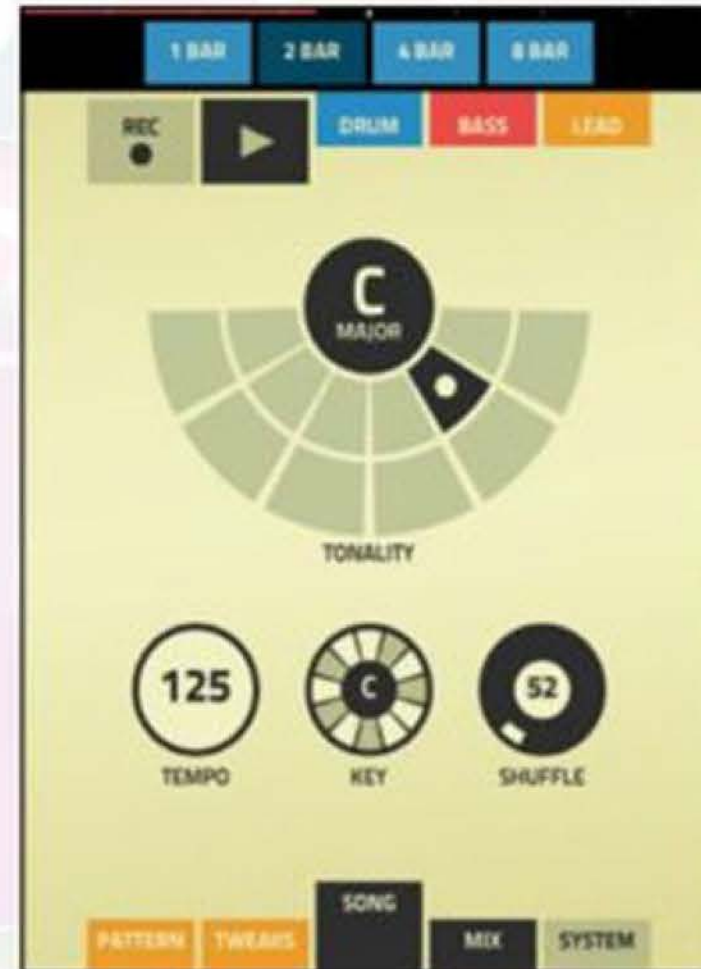 1 BAR 2 BAR 4 BAR 8 BAR
REC DRUM BASS LEAD
C
MAJOR
TONALITY
125 C 52
TEMPO KEY SHUFFLE
SONG
PATTERN TWEAKS MIX SYSTEM